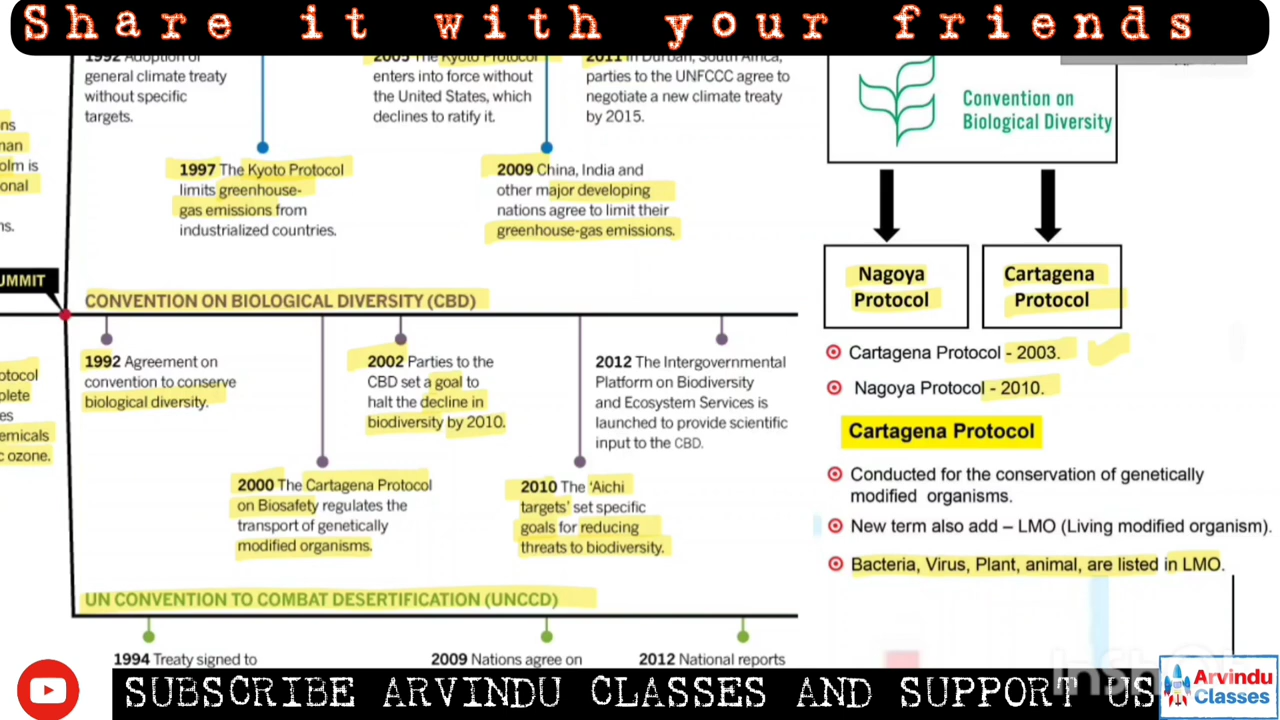 Share it with your friends
1992 Adoption of
general climate treaty
without specific
targets.
2005 The Kyoto Protocol
enters into force without
the United States, which
declines to ratify it.
2011 In Durban, South Africa,
parties to the UNFCCC agree to
negotiate a new climate treaty
by 2015.
1997 The Kyoto Protocol
limits greenhouse-
gas emissions from
industrialized countries.
2009 China, India and
other major developing
nations agree to limit their
greenhouse-gas emissions.
UMMIT
CONVENTION ON BIOLOGICAL DIVERSITY (CBD)
1992 Agreement on
convention to conserve
biological diversity.
2002 Parties to the
CBD set a goal to
halt the decline in
biodiversity by 2010.
2012 The Intergovernmental
Platform on Biodiversity
and Ecosystem Services is
launched to provide scientific
input to the CBD.
2000 The Cartagena Protocol
on Biosafety regulates the
transport of genetically
modified organisms.
2010 The ‘Aichi
targets’ set specific
goals for reducing
threats to biodiversity.
UN CONVENTION TO COMBAT DESERTIFICATION (UNCCD)
1994 Treaty signed to
2009 Nations agree on
2012 National reports
ns
man
olm is
onal
ns.
otocol
plete
es
emicals
c ozone.
Convention on
Biological Diversity
Nagoya
Protocol
Cartagena
Protocol
Cartagena Protocol - 2003.
Nagoya Protocol - 2010.
Cartagena Protocol
Conducted for the conservation of genetically
modified organisms.
New term also add – LMO (Living modified organism).
Bacteria, Virus, Plant, animal, are listed in LMO.
SUBSCRIBE ARVINDU CLASSES AND SUPPORT US
Arvindu
Classes